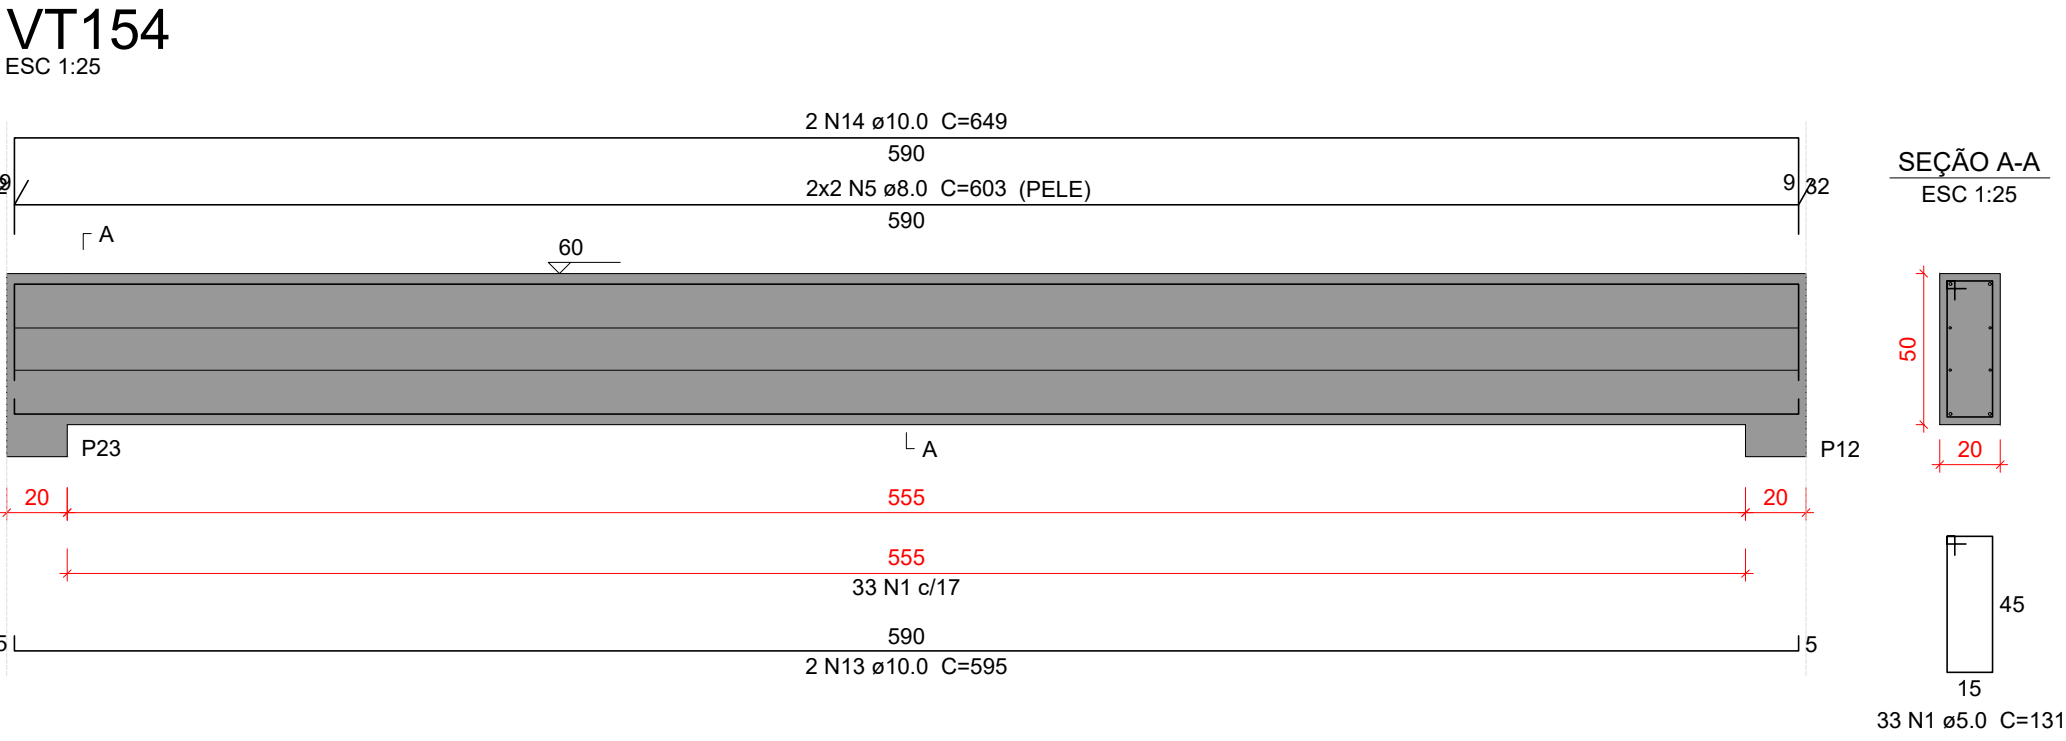 VT154
ESC 1:25
2 N14 ø10.0 C=649
590
9
2x2 N5 ø8.0 C=603 (PELE)
9 32
590
SEÇÃO A-A
ESC 1:25
A
60
50
P23
A
P12
20
20
555
20
555
33 N1 c/17
45
5
590
5
2 N13 ø10.0 C=595
15
33 N1 ø5.0 C=131